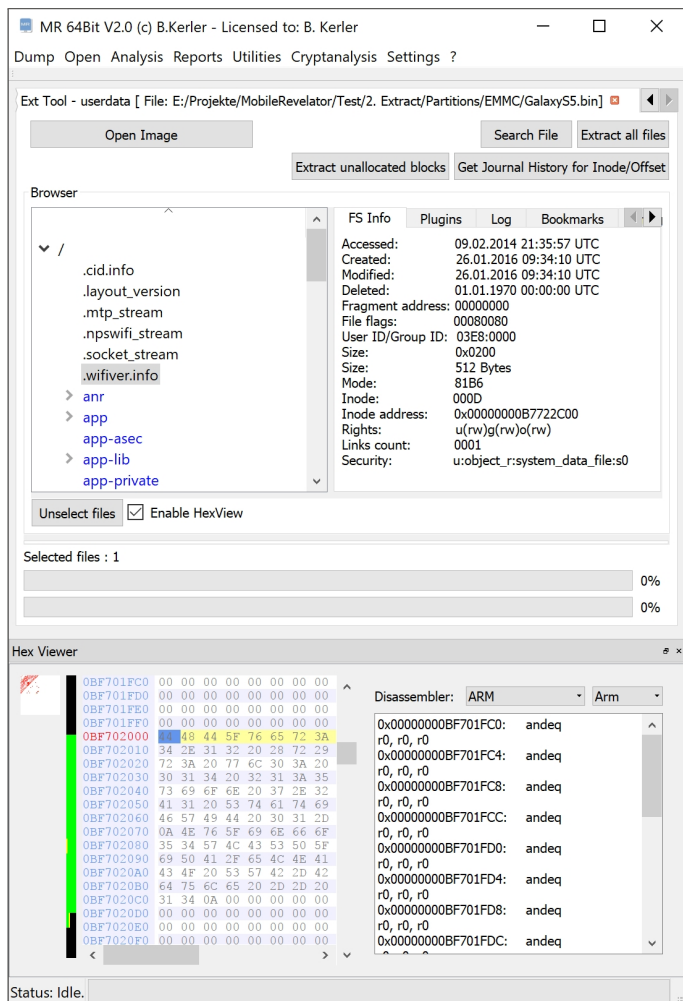 MR 64Bit V2.0 (c) B.Kerler - Licensed to: B. Kerler
Dump Open Analysis Reports Utilities Cryptanalysis Settings ?
Ext Tool - userdata [ File: E:/Projekte/MobileRevelator/Test/2. Extract/Partitions/EMMC/GalaxyS5.bin]
Open Image
Search File
Extract all files
Extract unallocated blocks
Get Journal History for Inode/Offset
Browser
/
.cid.info
.layout_version
.mtp_stream
.npswifi_stream
.socket_stream
.wifiver.info
anr
app
app-asec
app-lib
app-private
FS Info Plugins Log Bookmarks
Accessed: 09.02.2014 21:35:57 UTC
Created: 26.01.2016 09:34:10 UTC
Modified: 26.01.2016 09:34:10 UTC
Deleted: 01.01.1970 00:00:00 UTC
Fragment address: 00000000
File flags: 00080080
User ID/Group ID: 03E8:0000
Size: 0x0200
Size: 512 Bytes
Mode: 81B6
Inode: 000D
Inode address: 0x00000000B7722C00
Rights: u(rw)g(rw)o(rw)
Links count: 0001
Security: u:object_r:system_data_file:s0
Unselect files
Enable HexView
Selected files : 1
0%
0%
Hex Viewer
0BF701FC0 00 00 00 00 00 00 00 00
0BF701FD0 00 00 00 00 00 00 00 00
0BF701FE0 00 00 00 00 00 00 00 00
0BF701FF0 00 00 00 00 00 00 00 00
0BF702000 44 48 44 5F 76 65 72 3A
0BF702010 34 2E 31 32 20 28 72 29
0BF702020 72 3A 20 77 6C 30 3A 20
0BF702030 30 31 34 20 32 31 3A 35
0BF702040 73 69 6F 6E 20 37 2E 32
0BF702050 41 31 20 53 74 61 74 69
0BF702060 46 57 49 44 20 30 31 2D
0BF702070 0A 4E 76 5F 69 6E 66 6F
0BF702080 35 34 57 4C 43 53 50 5F
0BF702090 69 50 41 2F 65 4C 4E 41
0BF7020A0 43 4F 20 53 57 42 2D 42
0BF7020B0 64 75 6C 65 20 2D 2D 20
0BF7020C0 31 34 0A 00 00 00 00 00
0BF7020D0 00 00 00 00 00 00 00 00
0BF7020E0 00 00 00 00 00 00 00 00
0BF7020F0 00 00 00 00 00 00 00 00
Disassembler: ARM Arm
0x00000000BF701FC0: andeq
r0, r0, r0
0x00000000BF701FC4: andeq
r0, r0, r0
0x00000000BF701FC8: andeq
r0, r0, r0
0x00000000BF701FCC: andeq
r0, r0, r0
0x00000000BF701FD0: andeq
r0, r0, r0
0x00000000BF701FD4: andeq
r0, r0, r0
0x00000000BF701FD8: andeq
r0, r0, r0
0x00000000BF701FDC: andeq
Status: Idle.